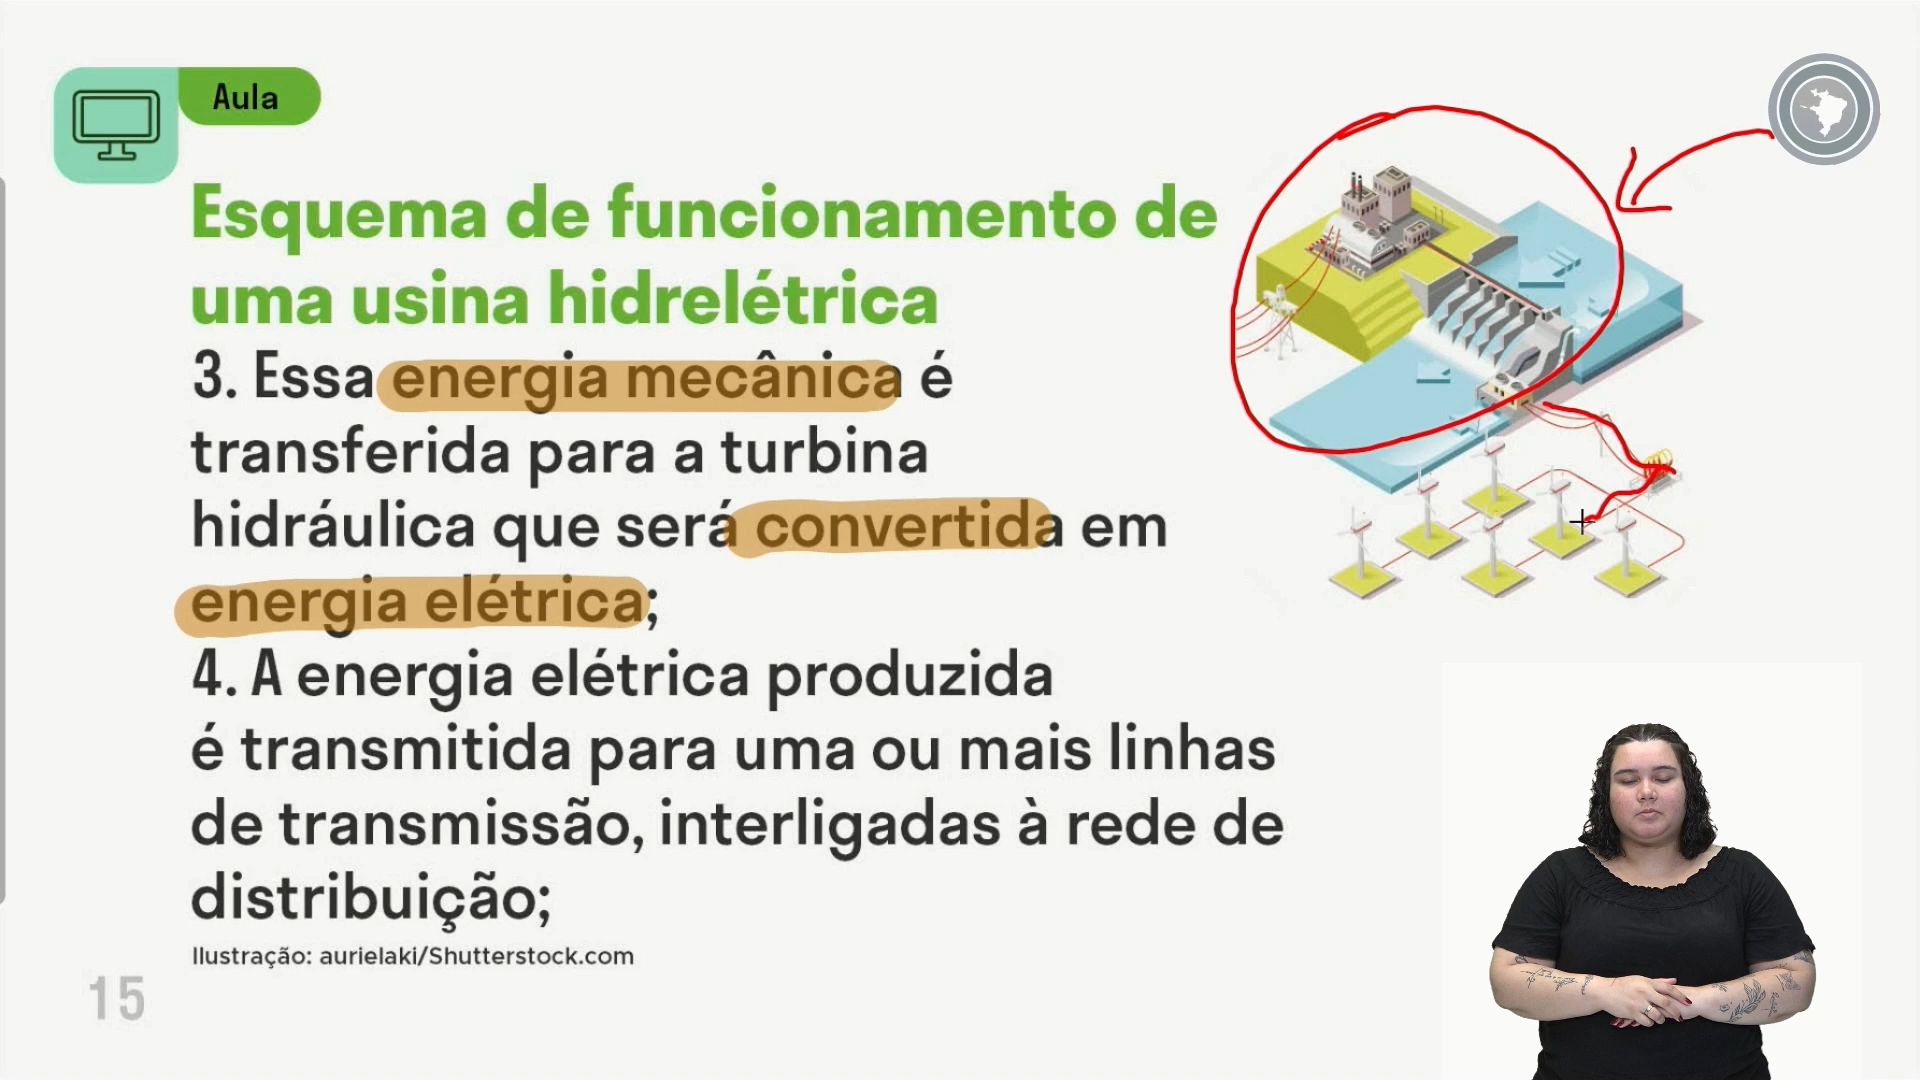 Aula
Esquema de funcionamento de
uma usina hidrelétrica
3. Essa energia mecânica é
transferida para a turbina
hidráulica que será convertida em
energia elétrica;
4. A energia elétrica produzida
é transmitida para uma ou mais linhas
de transmissão, interligadas à rede de
distribuição;
Ilustração: aurielaki/Shutterstock.com
15